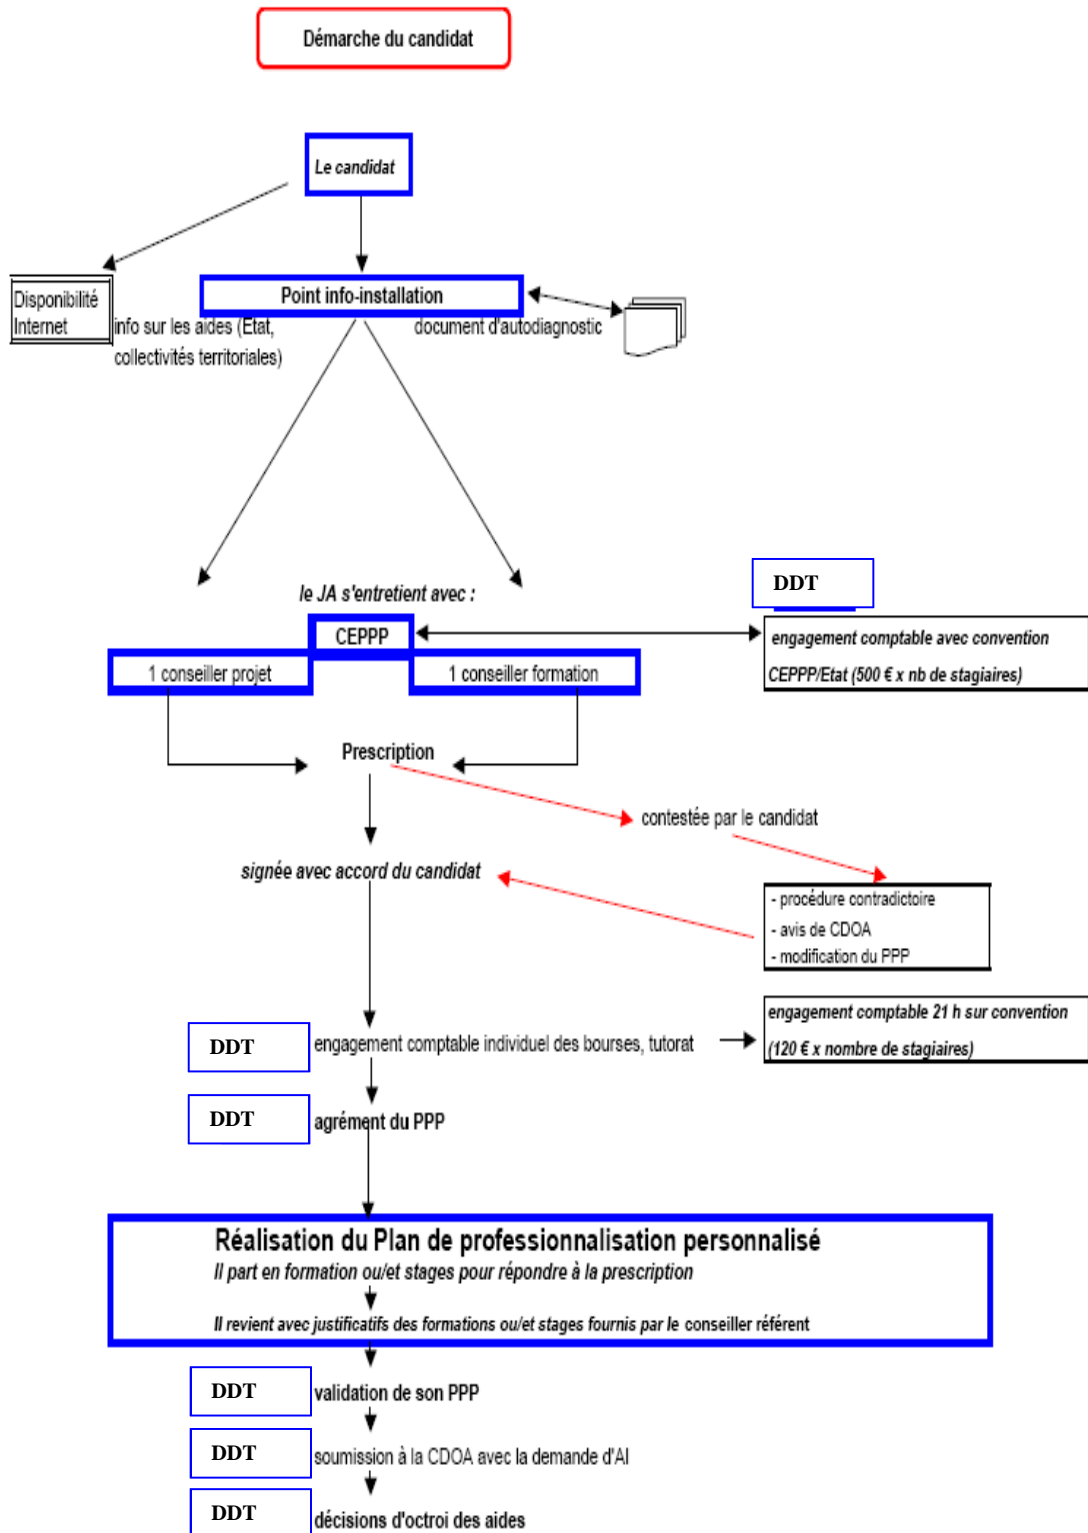 Démarche du candidat
Le candidat
Disponibilité
Internet
info sur les aides (Etat,
collectivités territoriales)
Point info-installation
document d'autodiagnostic
le JA s'entretient avec :
CEPPP
1 conseiller projet
1 conseiller formation
DDT
engagement comptable avec convention
CEPPP/Etat (500 € x nb de stagiaires)
Prescription
contestée par le candidat
signée avec accord du candidat
- procédure contradictoire
- avis de CDOA
- modification du PPP
DDT
engagement comptable individuel des bourses, tutorat
engagement comptable 21 h sur convention
(120 € x nombre de stagiaires)
DDT
agrément du PPP
Réalisation du Plan de professionnalisation personnalisé
Il part en formation ou/et stages pour répondre à la prescription
Il revient avec justificatifs des formations ou/et stages fournis par le conseiller référent
DDT
validation de son PPP
DDT
soumission à la CDOA avec la demande d'AI
DDT
décisions d'octroi des aides